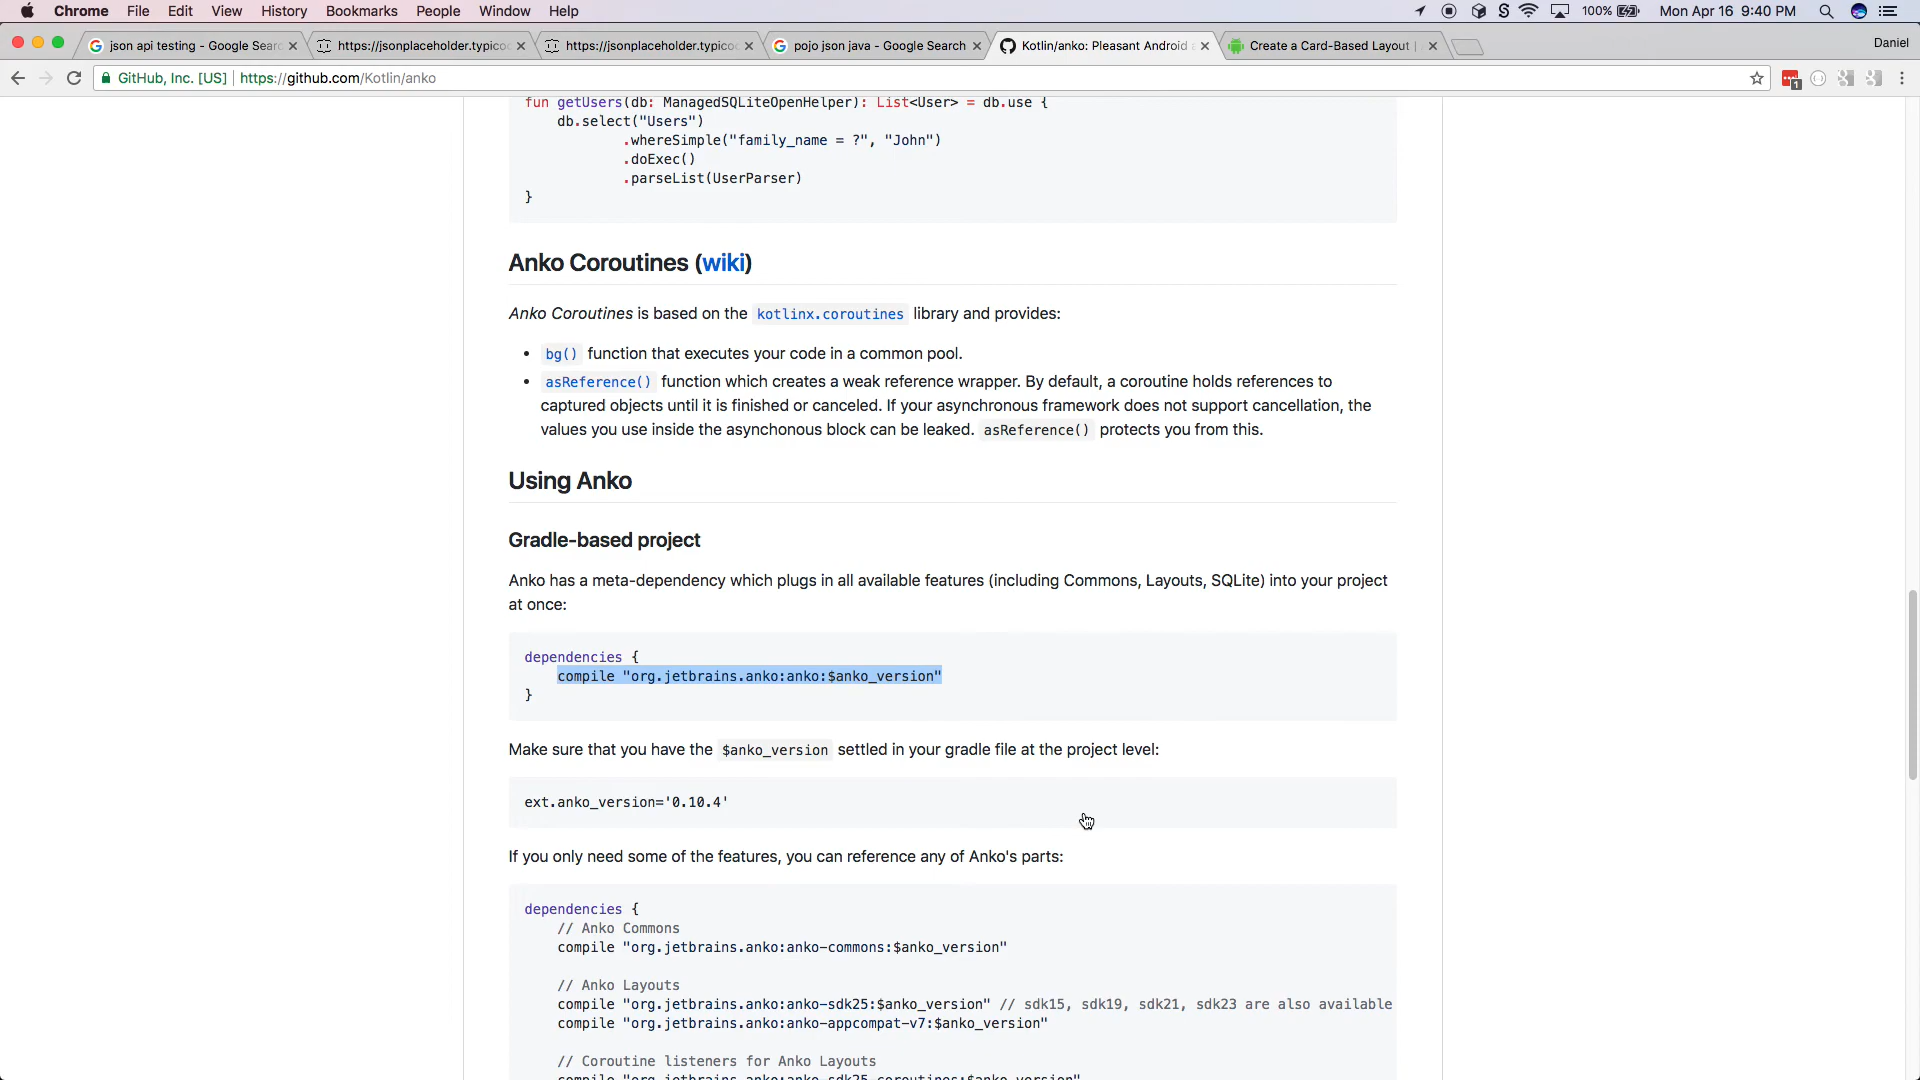 Chrome File Edit View History Bookmarks People Window Help 100% Mon Apr 16 9:40 PM
json api testing - Google Searc https://jsonplaceholder.typico https://jsonplaceholder.typico pojo json java - Google Search Kotlin/anko: Pleasant Android Create a Card-Based Layout Daniel
GitHub, Inc. [US] https://github.com/Kotlin/anko 1
fun getUsers(db: ManagedSQLiteOpenHelper): List<User> = db.use {
db.select("Users")
.whereSimple("family_name = ?", "John")
.doExec()
.parseList(UserParser)
}
Anko Coroutines (wiki)
Anko Coroutines is based on the kotlinx.coroutines library and provides:
• bg() function that executes your code in a common pool.
• asReference() function which creates a weak reference wrapper. By default, a coroutine holds references to
captured objects until it is finished or canceled. If your asynchronous framework does not support cancellation, the
values you use inside the asynchonous block can be leaked. asReference() protects you from this.
Using Anko
Gradle-based project
Anko has a meta-dependency which plugs in all available features (including Commons, Layouts, SQLite) into your project
at once:
dependencies {
compile "org.jetbrains.anko:anko:$anko_version"
}
Make sure that you have the $anko_version settled in your gradle file at the project level:
ext.anko_version='0.10.4'
If you only need some of the features, you can reference any of Anko's parts:
dependencies {
// Anko Commons
compile "org.jetbrains.anko:anko-commons:$anko_version"
// Anko Layouts
compile "org.jetbrains.anko:anko-sdk25:$anko_version" // sdk15, sdk19, sdk21, sdk23 are also available
compile "org.jetbrains.anko:anko-appcompat-v7:$anko_version"
// Coroutine listeners for Anko Layouts
compile "org.jetbrains.anko:anko-sdk25-coroutines:$anko_version"